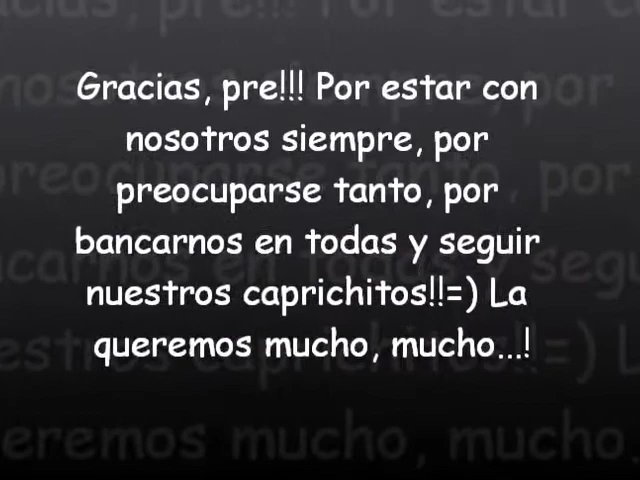 Gracias, pre!!! Por estar con
nosotros siempre, por
preocuparse tanto, por
bancarnos en todas y seguir
nuestros caprichitos!!=) La
queremos mucho, mucho...!